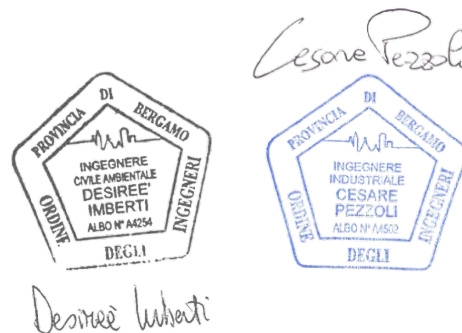 ORDINE DEGLI INGEGNERI
PROVINCIA DI BERGAMO
INGEGNERE
CIVILE AMBIENTALE
DESIREE'
IMBERTI
ALBO N° A4254
Desireè Imberti
Cesare Pezzoli
ORDINE DEGLI INGEGNERI
PROVINCIA DI BERGAMO
INGEGNERE
INDUSTRIALE
CESARE
PEZZOLI
ALBO N° A4502